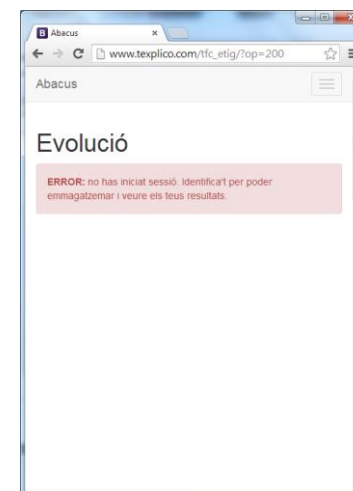 Abacus
www.texplico.com/tfc_etig/?op=200
Abacus
Evolució
ERROR: no has iniciat sessió. Identifica't per poder
emmagatzemar i veure els teus resultats.